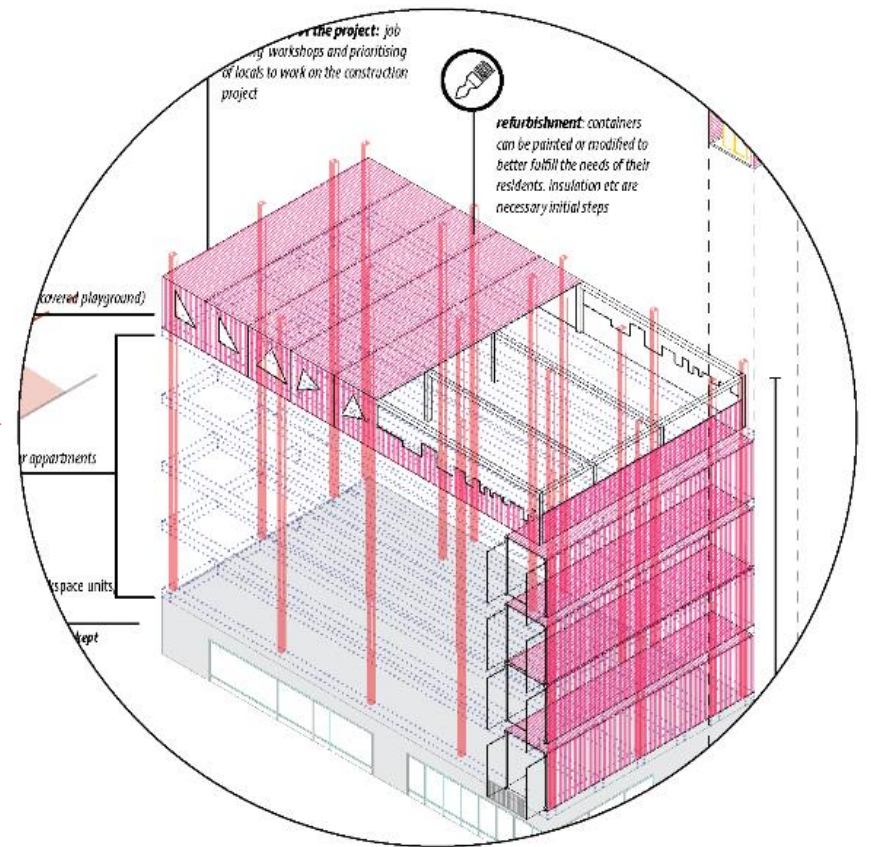 of the project: job
workshops and prioritising
of locals to work on the construction
project
refurbishment: containers
can be painted or modified to
better fulfill the needs of their
residents. Insulation etc are
necessary initial steps
covered playground)
appartments
units,
kept